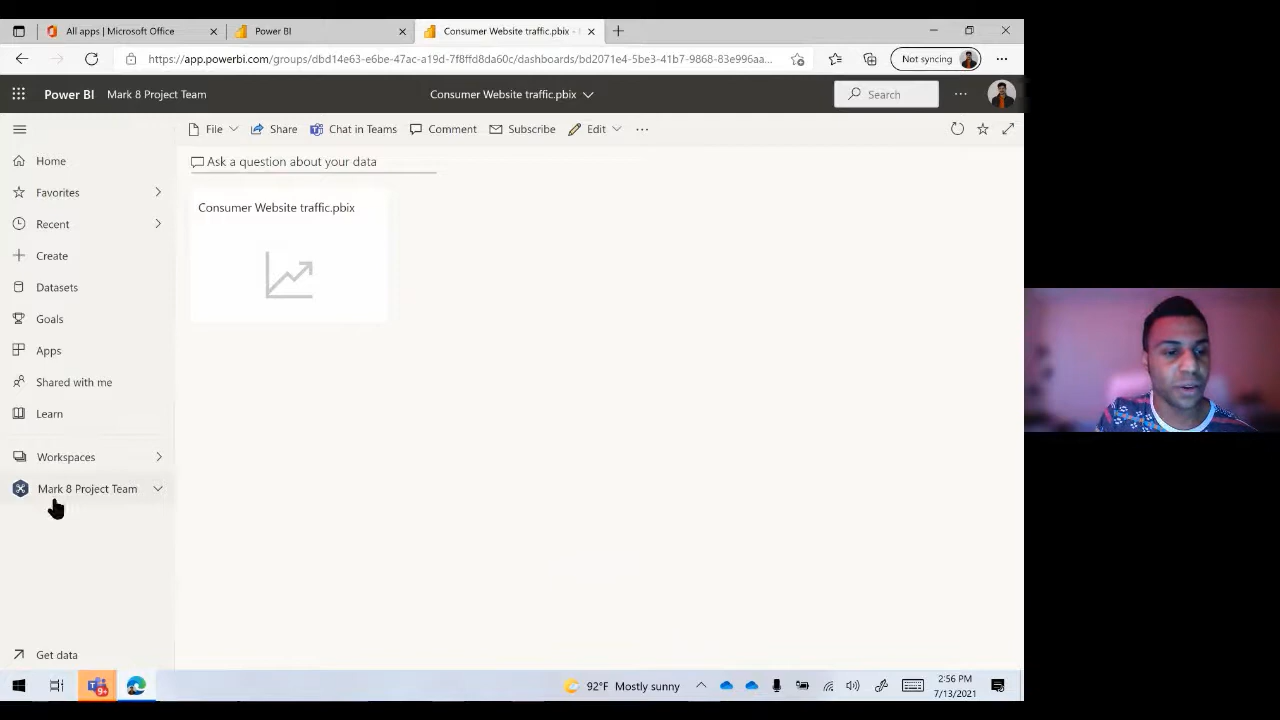 All apps | Microsoft Office
Power BI
Consumer Website traffic.pbix -
https://app.powerbi.com/groups/dbd14e63-e6be-47ac-a19d-7f8ffd8da60c/dashboards/bd2071e4-5be3-41b7-9868-83e996aa...
Not syncing
Power BI Mark 8 Project Team
Consumer Website traffic.pbix
Search
File
Share
Chat in Teams
Comment
Subscribe
Edit
Home
Favorites
Recent
Create
Datasets
Goals
Apps
Shared with me
Learn
Workspaces
Mark 8 Project Team
Get data
Ask a question about your data
Consumer Website traffic.pbix
9+
92°F Mostly sunny
2:56 PM
7/13/2021